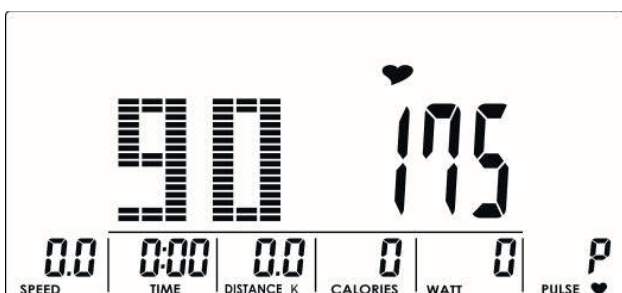 90 175
0.0 0:00 0.0 0 0 P
SPEED TIME DISTANCE K CALORIES WATT PULSE